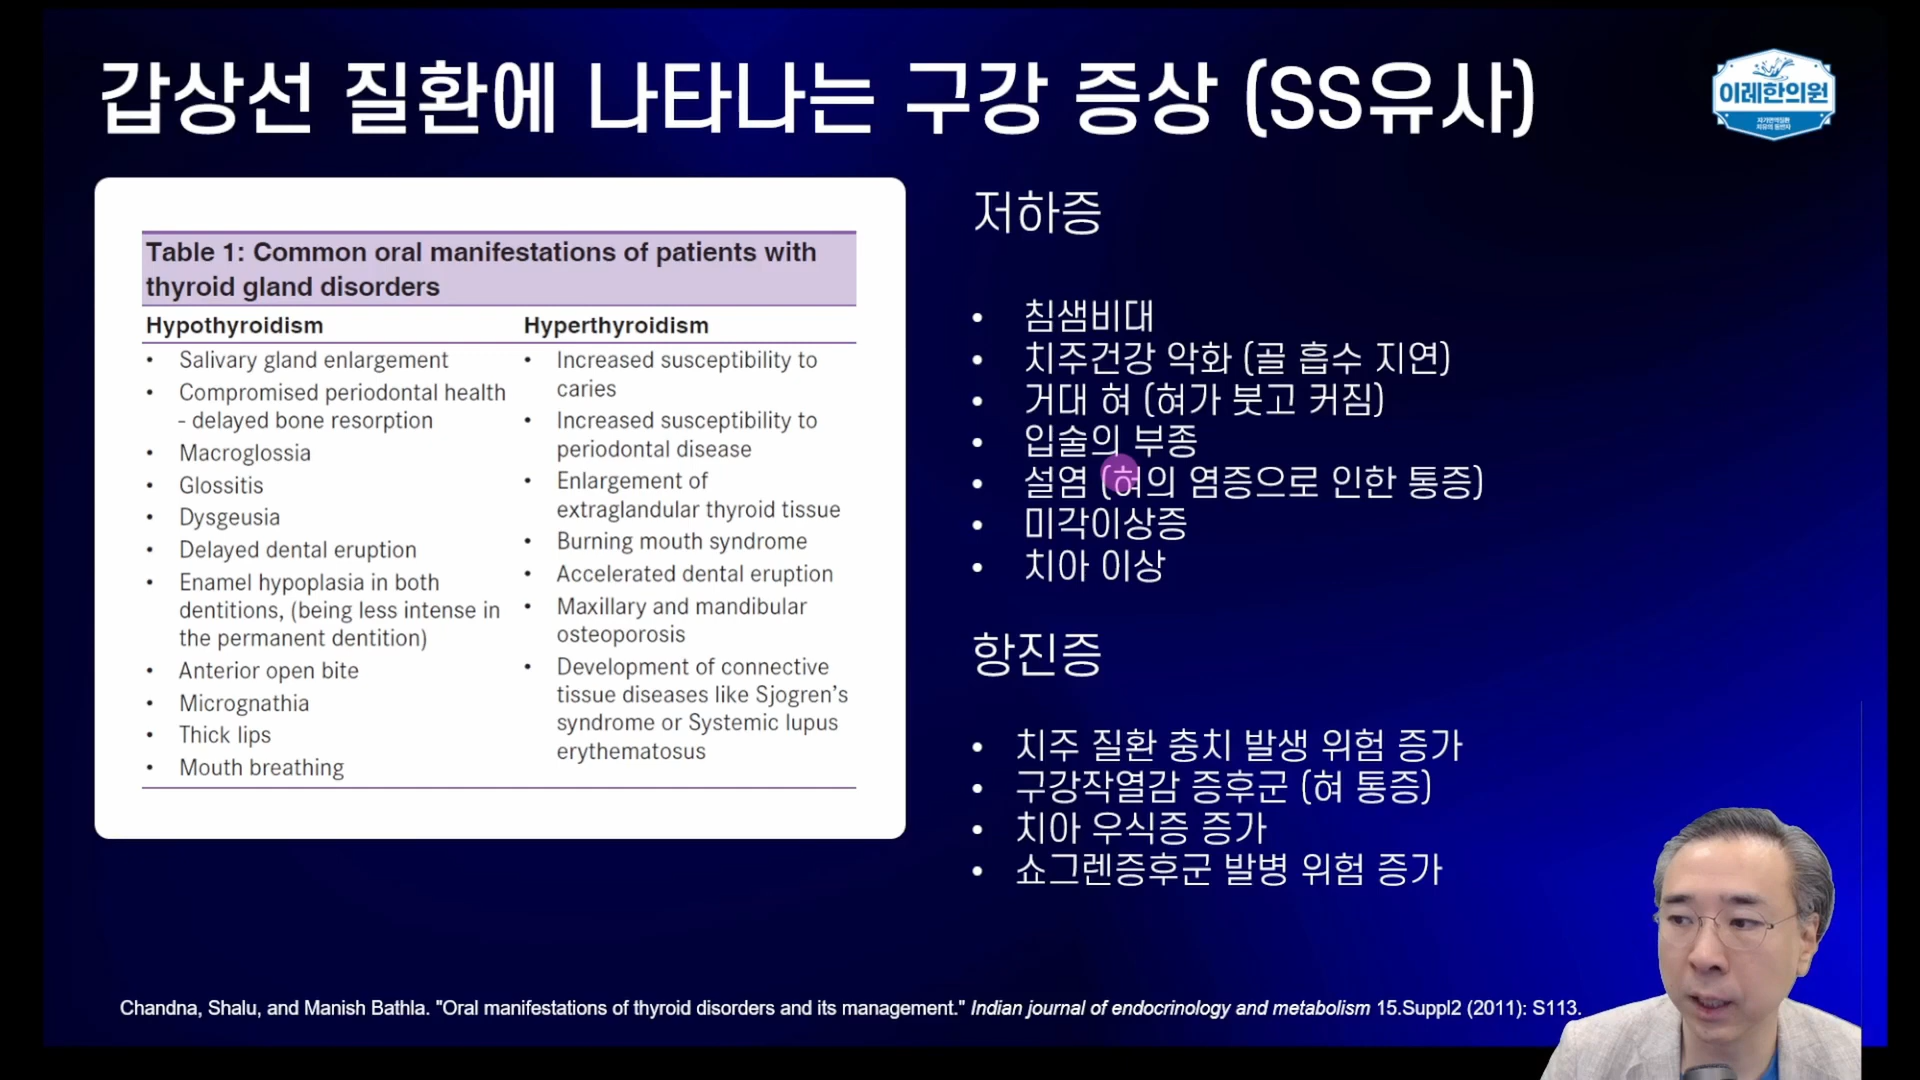 갑상선 질환에 나타나는 구강 증상 (SS유사)
이레한의원
자가면역질환
치유의 동반자
Table 1: Common oral manifestations of patients with
thyroid gland disorders
Hypothyroidism
• Salivary gland enlargement
• Compromised periodontal health
- delayed bone resorption
• Macroglossia
• Glossitis
• Dysgeusia
• Delayed dental eruption
• Enamel hypoplasia in both
dentitions, (being less intense in
the permanent dentition)
• Anterior open bite
• Micrognathia
• Thick lips
• Mouth breathing
Hyperthyroidism
• Increased susceptibility to
caries
• Increased susceptibility to
periodontal disease
• Enlargement of
extraglandular thyroid tissue
• Burning mouth syndrome
• Accelerated dental eruption
• Maxillary and mandibular
osteoporosis
• Development of connective
tissue diseases like Sjogren's
syndrome or Systemic lupus
erythematosus
저하증
• 침샘비대
• 치주건강 악화 (골 흡수 지연)
• 거대 혀 (혀가 붓고 커짐)
• 입술의 부종
• 설염 (혀의 염증으로 인한 통증)
• 미각이상증
• 치아 이상
항진증
• 치주 질환 충치 발생 위험 증가
• 구강작열감 증후군 (혀 통증)
• 치아 우식증 증가
• 쇼그렌증후군 발병 위험 증가
Chandna, Shalu, and Manish Bathla. "Oral manifestations of thyroid disorders and its management." Indian journal of endocrinology and metabolism 15.Suppl2 (2011): S113.